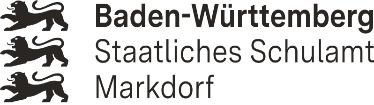 Baden-Württemberg
Staatliches Schulamt
Markdorf